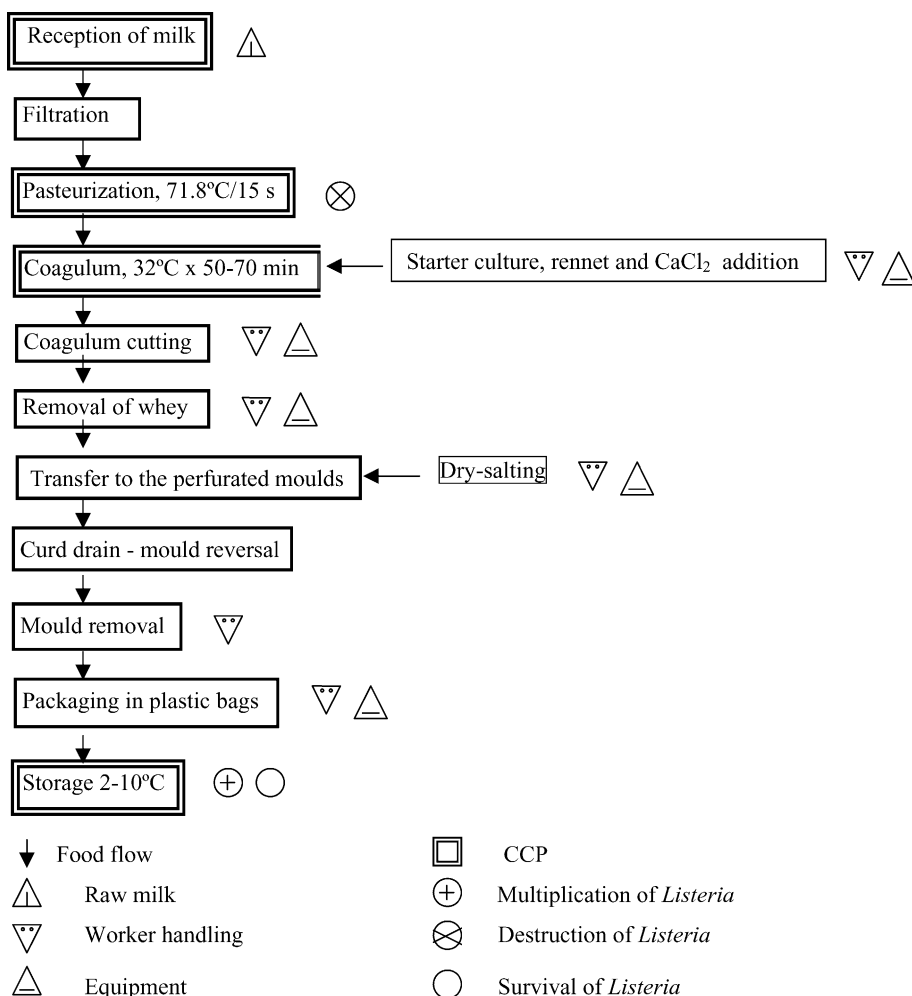 Reception of milk
Filtration
Pasteurization, 71.8ºC/15 s
Coagulum, 32ºC x 50-70 min
Starter culture, rennet and CaCl₂ addition
Coagulum cutting
Removal of whey
Transfer to the perfurated moulds
Dry-salting
Curd drain - mould reversal
Mould removal
Packaging in plastic bags
Storage 2-10ºC
Food flow
CCP
Raw milk
Multiplication of Listeria
Worker handling
Destruction of Listeria
Equipment
Survival of Listeria